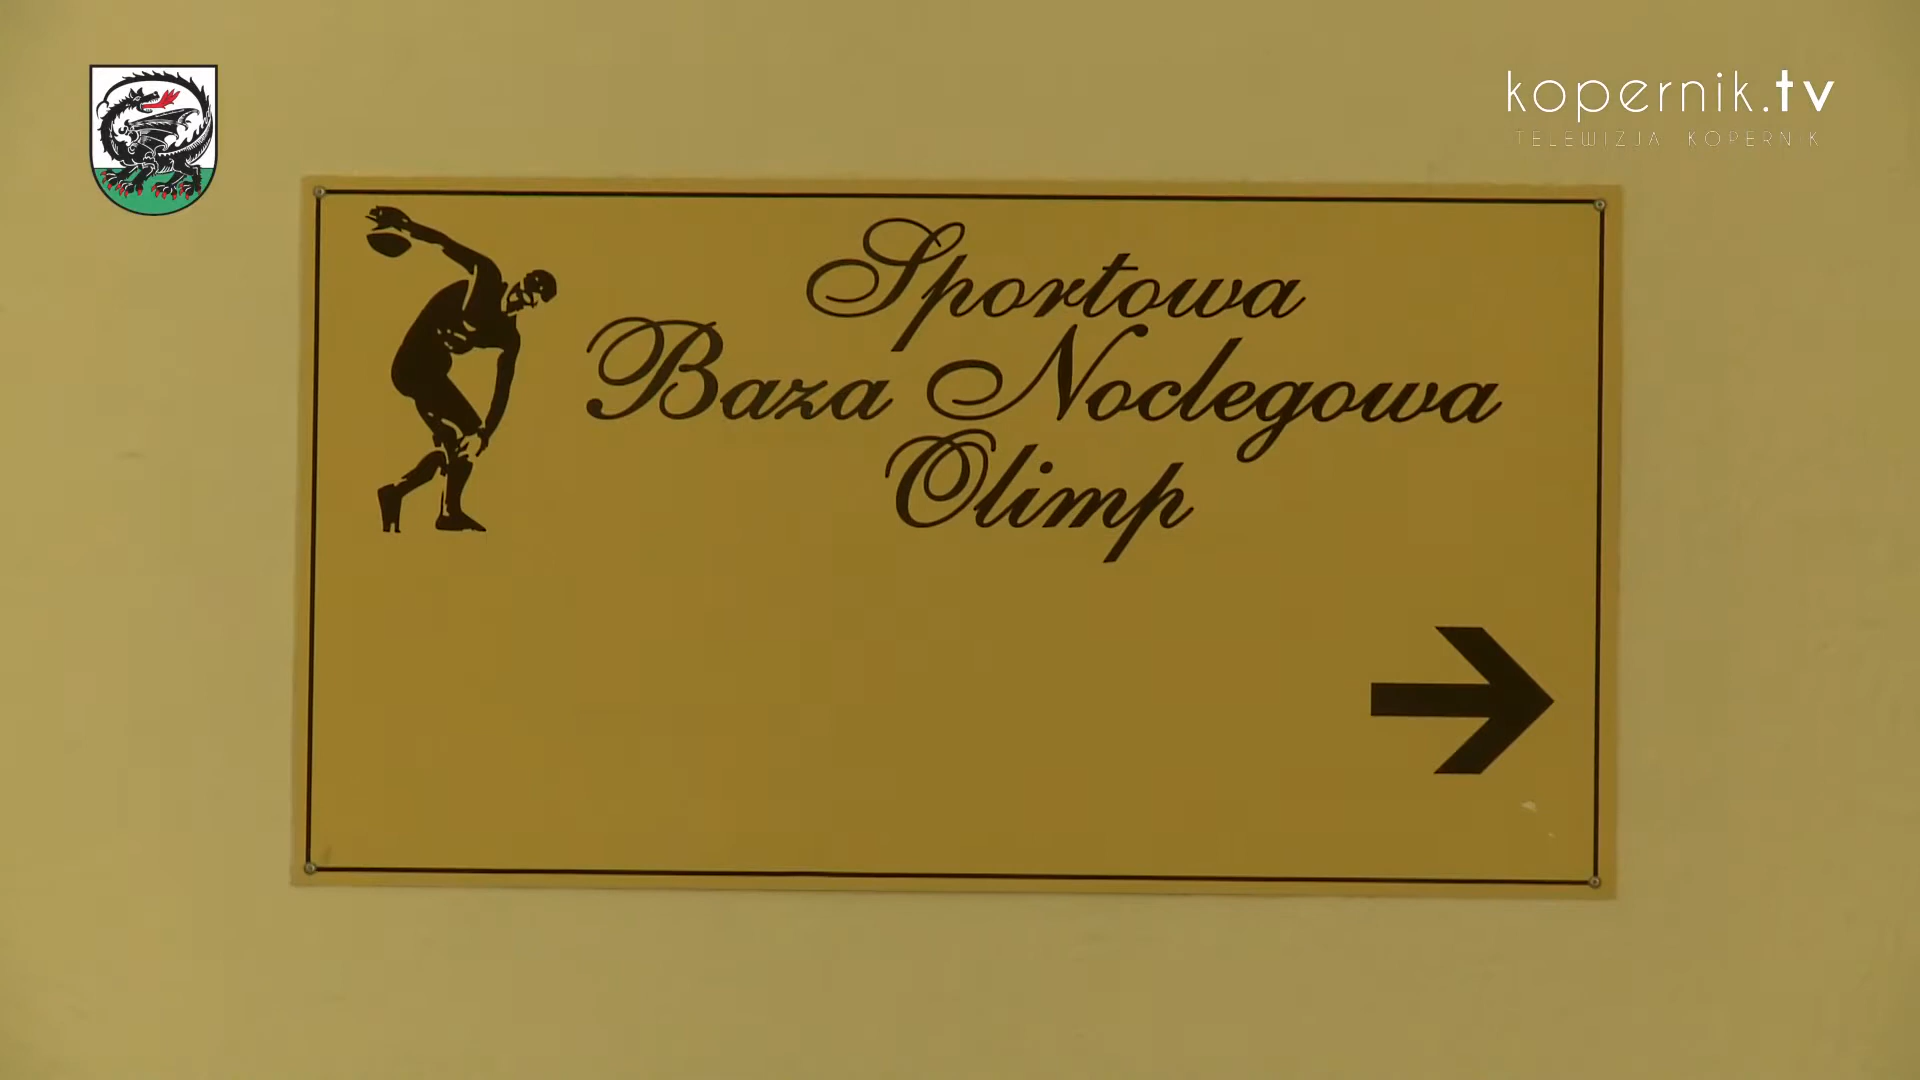 kopernik.tv
TELEWIZJA KOPERNIK
Sportowa
Baza Noclegowa
Olimp